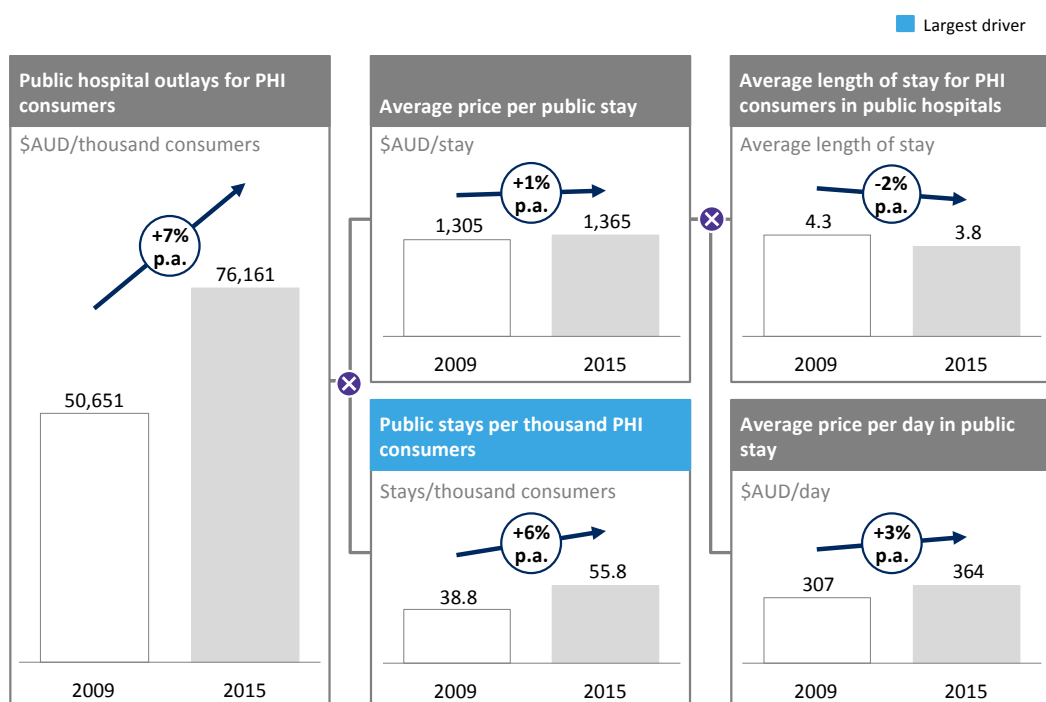 Largest driver
Public hospital outlays for PHI
consumers
$AUD/thousand consumers
+7%
p.a.
76,161
50,651
2009 2015
Average price per public stay
$AUD/stay
+1%
p.a.
1,305 1,365
2009 2015
Public stays per thousand PHI
consumers
Stays/thousand consumers
+6%
p.a.
55.8
38.8
2009 2015
Average length of stay for PHI
consumers in public hospitals
Average length of stay
-2%
p.a.
4.3
3.8
2009 2015
Average price per day in public
stay
$AUD/day
+3%
p.a.
307 364
2009 2015